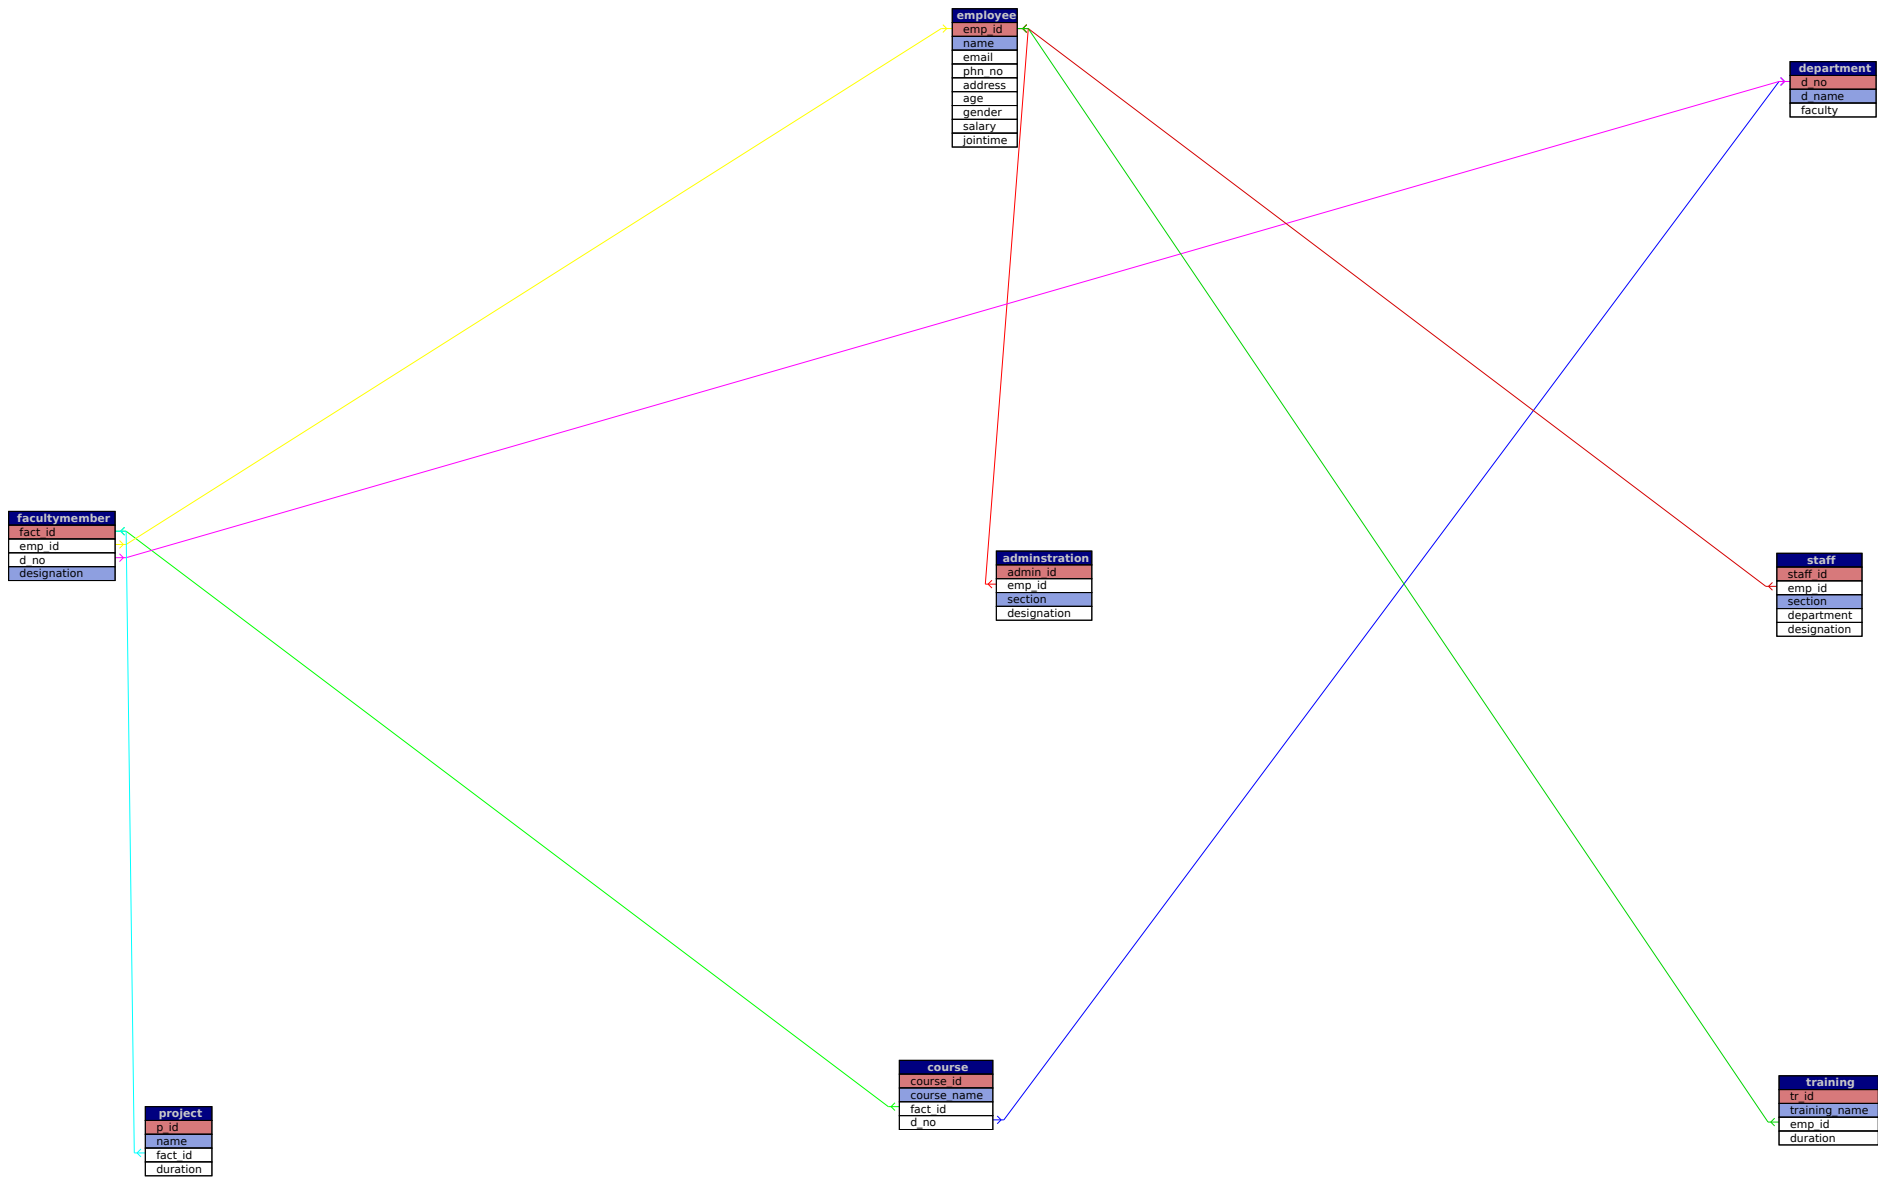 employee
emp_id
name
email
phn_no
address
age
gender
salary
jointime
department
d_no
d_name
faculty
facultymember
fact_id
emp_id
d_no
designation
adminstration
admin_id
emp_id
section
designation
staff
staff_id
emp_id
section
department
designation
project
p_id
name
fact_id
duration
course
course_id
course_name
fact_id
d_no
training
tr_id
training_name
emp_id
duration